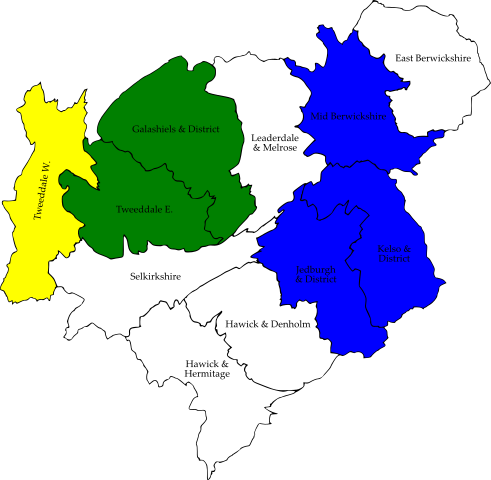 East Berwickshire
Mid Berwickshire
Galashiels & District
Leaderdale
& Melrose
Tweeddale W.
Tweeddale E.
Kelso &
District
Jedburgh
& District
Selkirkshire
Hawick & Denholm
Hawick &
Hermitage